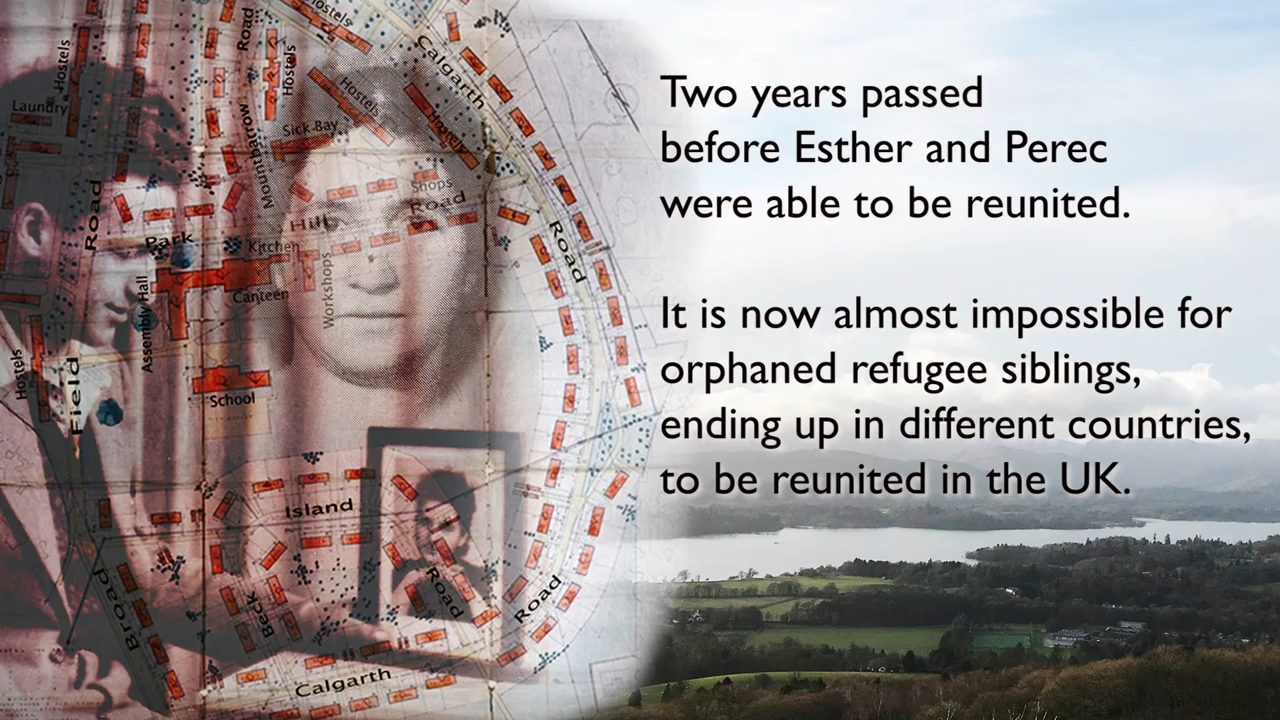 Two years passed
before Esther and Perec
were able to be reunited.
It is now almost impossible for
orphaned refugee siblings,
ending up in different countries,
to be reunited in the UK.
Hostels
Road
Hostels
Hostels
Calgarth
Laundry
Hostels
Hostels
Sick Bay
Shops
Road
Hill
Road
Park
Kitchen
Workshops
Canteen
Assembly Hall
Road
Hostels
Field
School
Island
Broad
Beck
Road
Road
Calgarth